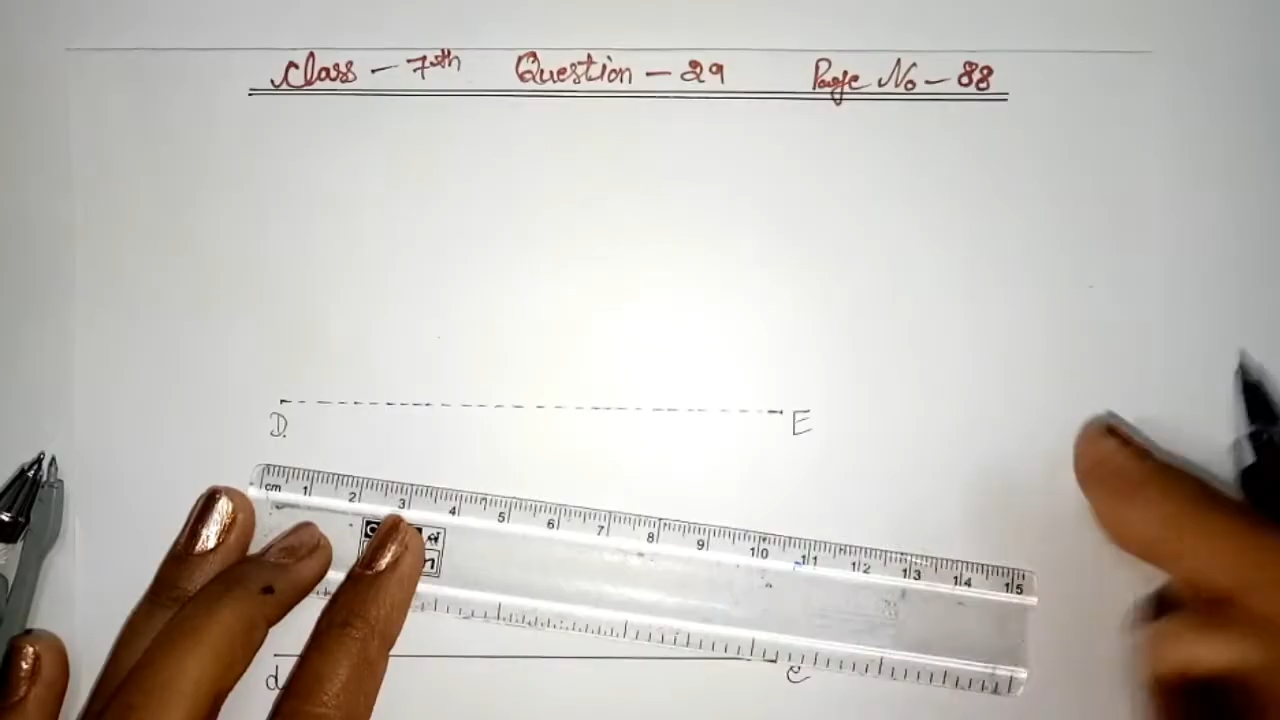 Class - 7th Question - 29 Page No - 88
D. E
cm 1 2 3 4 5 6 7 8 9 10 11 12 13 14 15
d e